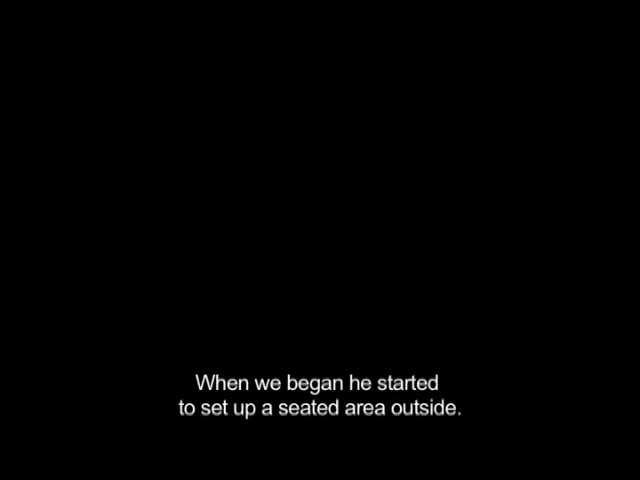 When we began he started
to set up a seated area outside.